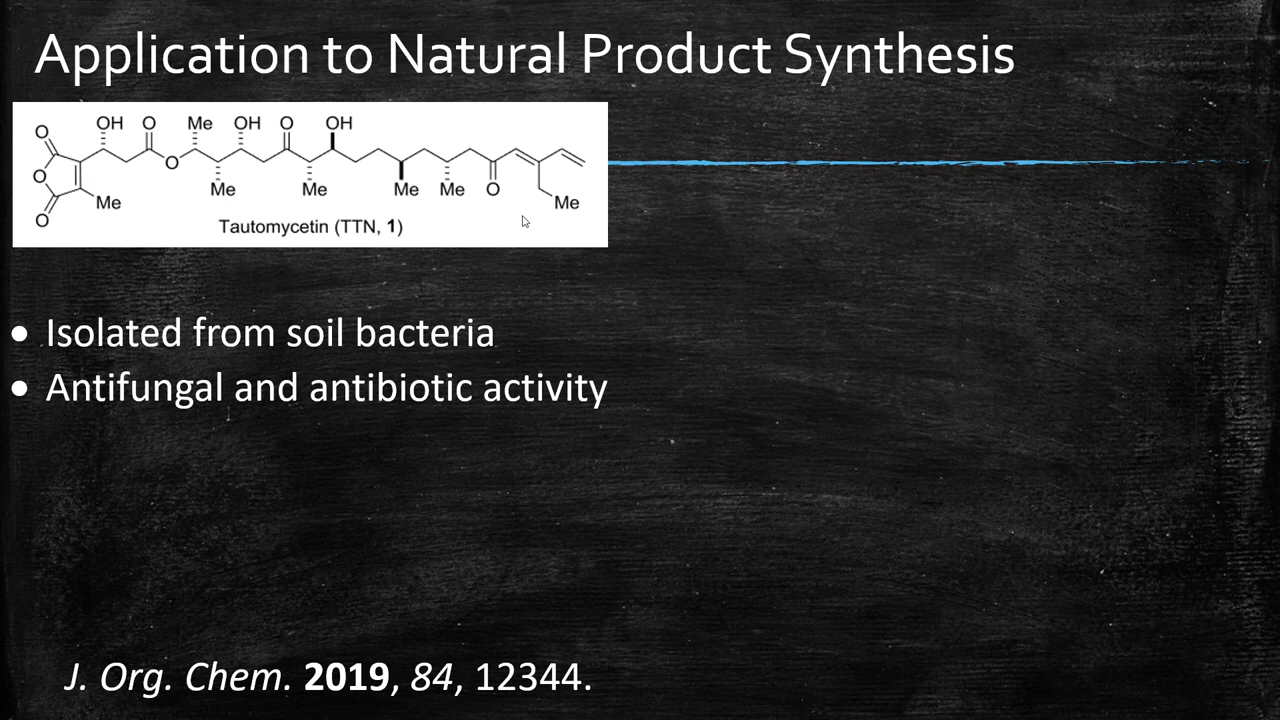 Application to Natural Product Synthesis
O OH O Me OH O OH
O O
O Me Me Me Me Me O Me
Tautomycetin (TTN, 1)
• Isolated from soil bacteria
• Antifungal and antibiotic activity
J. Org. Chem. 2019, 84, 12344.